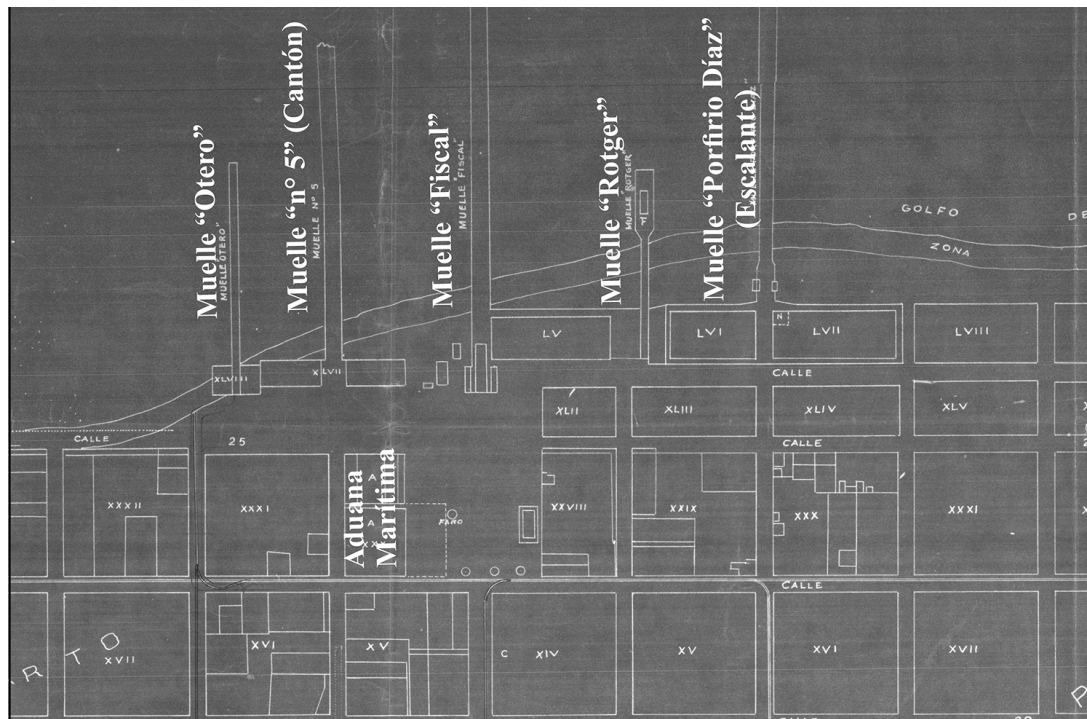 Muelle “Otero”
MUELLE OTERO"
Muelle “n° 5” (Cantón)
MUELLE Nº 5
Muelle “Fiscal”
MUELLE "FISCAL"
Muelle “Rotger”
MUELLE "ROTGER"
Muelle “Porfirio Díaz”
(Escalante)
GOLFO DE
ZONA
N
LV
LVI
LVII
LVIII
XLVIII
XLVII
CALLE
XLII
XLIII
XLIV
XLV
CALLE
25
CALLE
Aduana
Marítima
A
A
FARO
XXXII
XXXI
XXVIII
XXIX
XXX
XXXI
CALLE
RTO
XVII
XVI
XV
C
XIV
XV
XVI
XVII
P